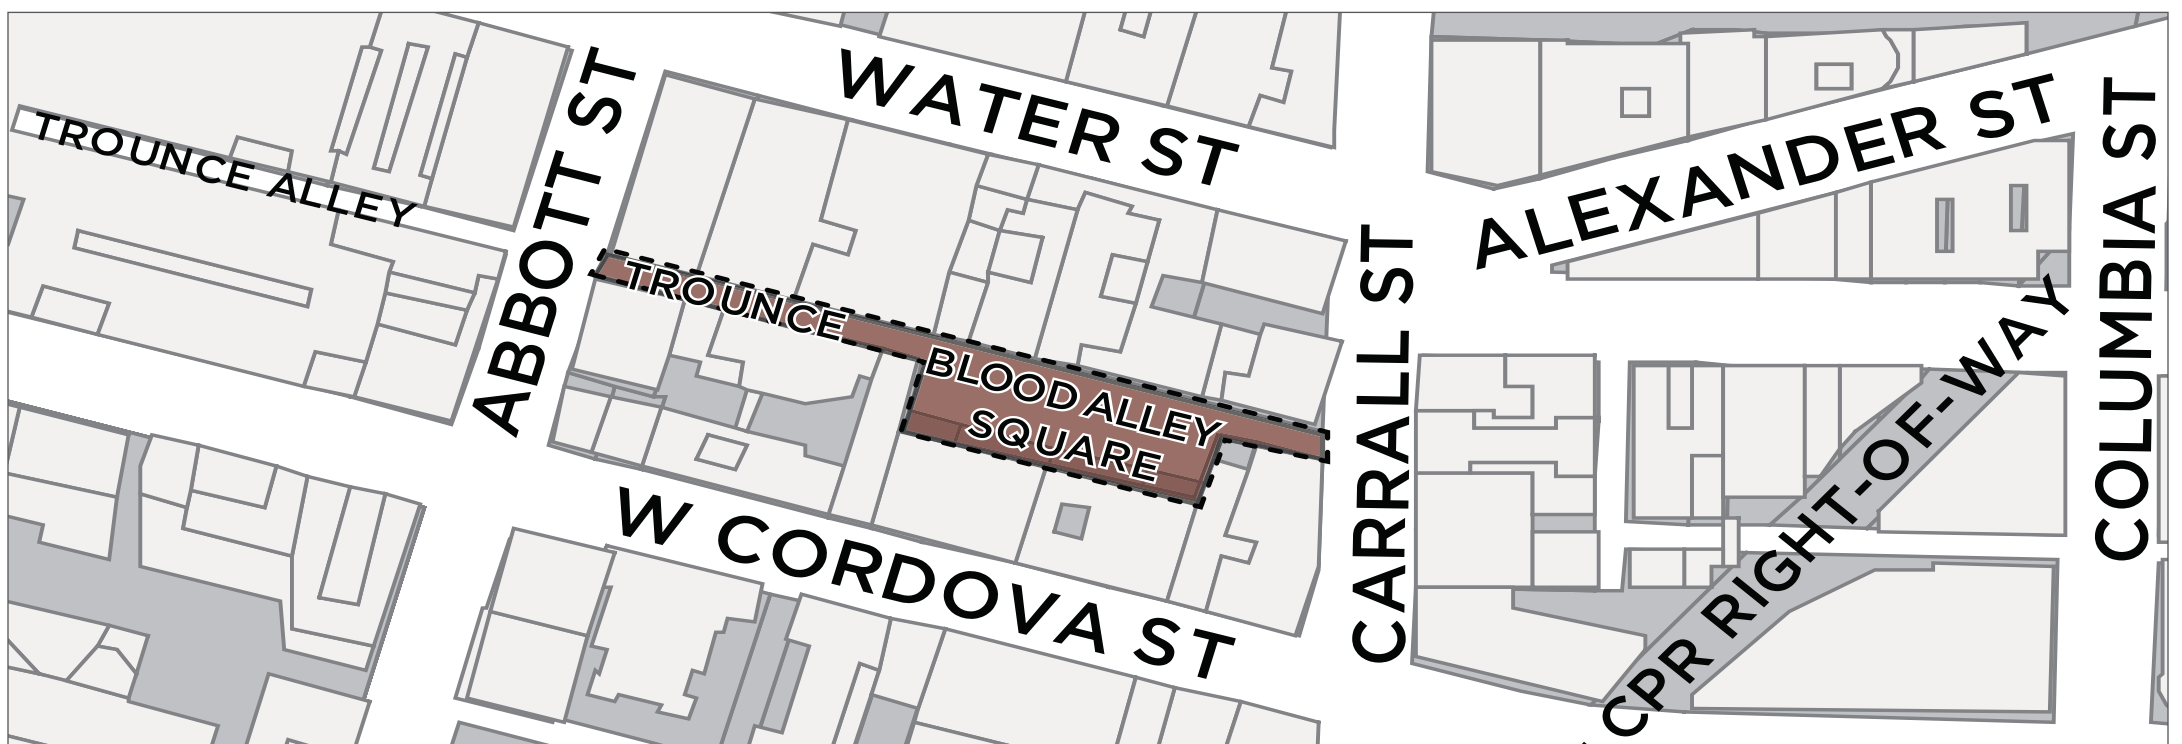 WATER ST
TROUNCE ALLEY
ABBOTT ST
ALEXANDER ST
COLUMBIA ST
CARRALL ST
TROUNCE
BLOOD ALLEY
SQUARE
W CORDOVA ST
CPR RIGHT-OF-WAY